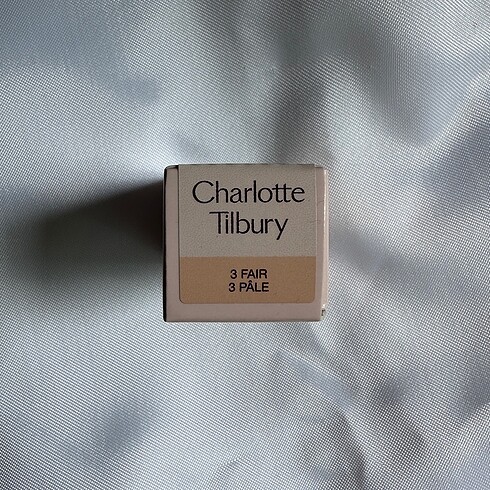 Charlotte
Tilbury
3 FAIR
3 PÂLE